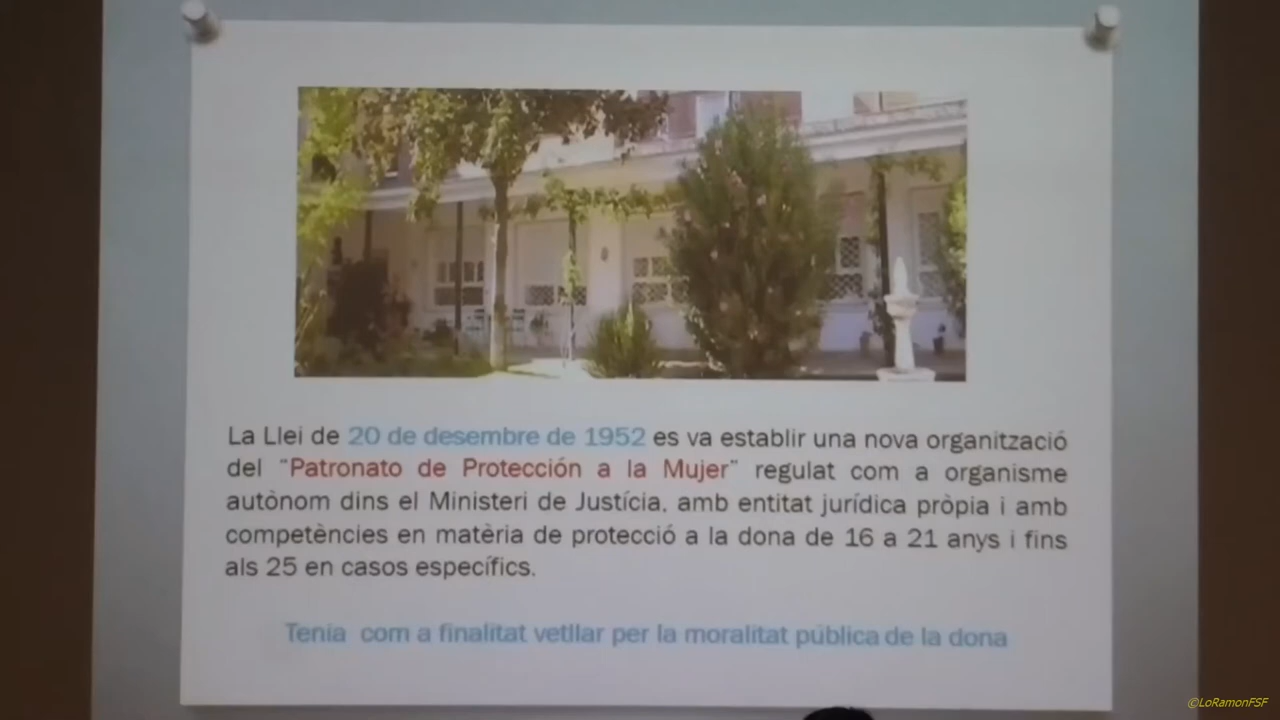 La Llei de 20 de desembre de 1952 es va establir una nova organització
del "Patronato de Protección a la Mujer" regulat com a organisme
autònom dins el Ministeri de Justícia, amb entitat jurídica pròpia i amb
competències en matèria de protecció a la dona de 16 a 21 anys i fins
als 25 en casos específics.
Tenia com a finalitat vetllar per la moralitat pública de la dona
©LoRamonFSF